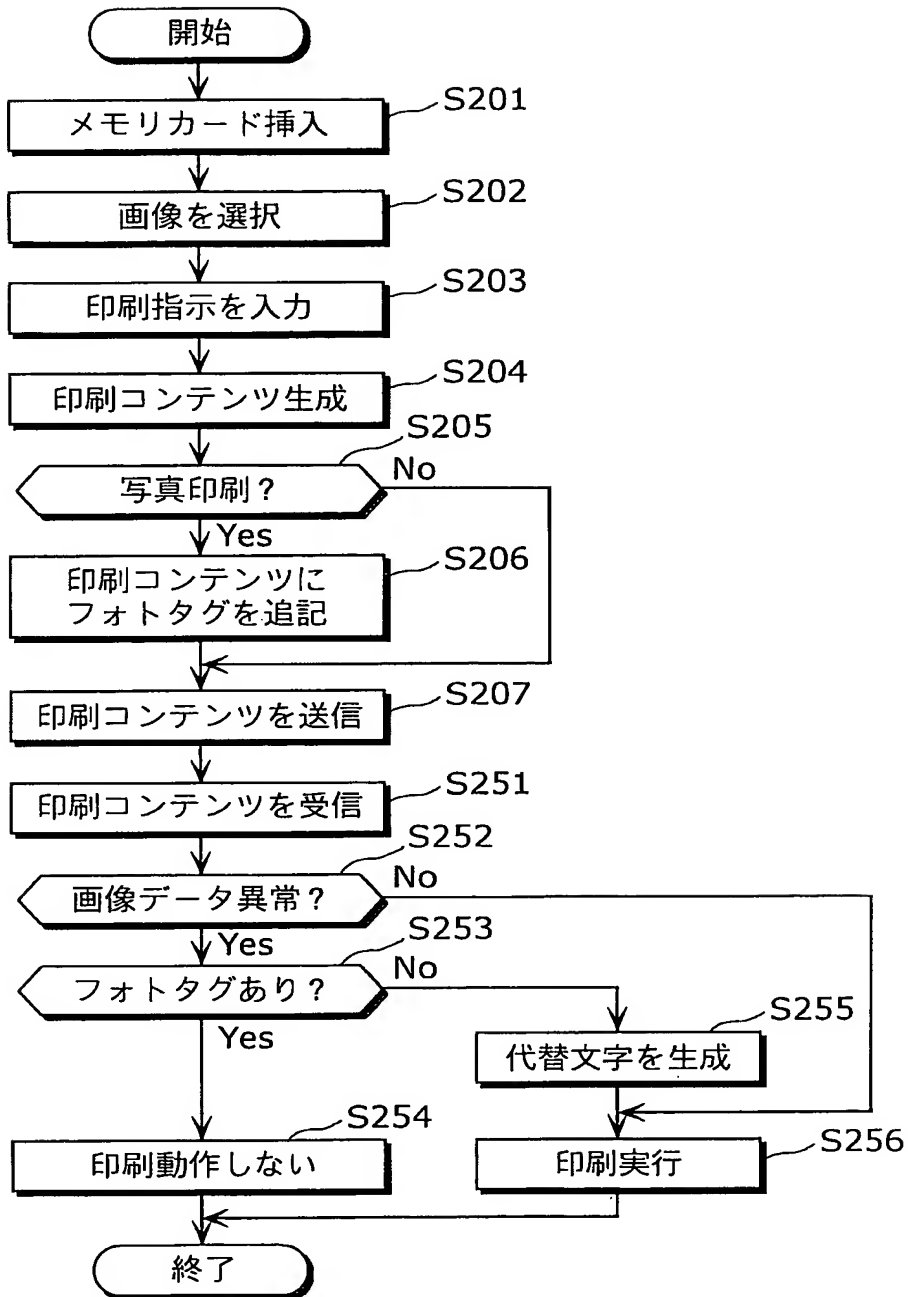 開始
S201
メモリカード挿入
S202
画像を選択
S203
印刷指示を入力
S204
印刷コンテンツ生成
S205
写真印刷？
No
Yes
S206
印刷コンテンツに
フォトタグを追記
S207
印刷コンテンツを送信
S251
印刷コンテンツを受信
S252
画像データ異常？
No
Yes
S253
フォトタグあり？
No
Yes
S255
代替文字を生成
S254
印刷動作しない
S256
印刷実行
終了